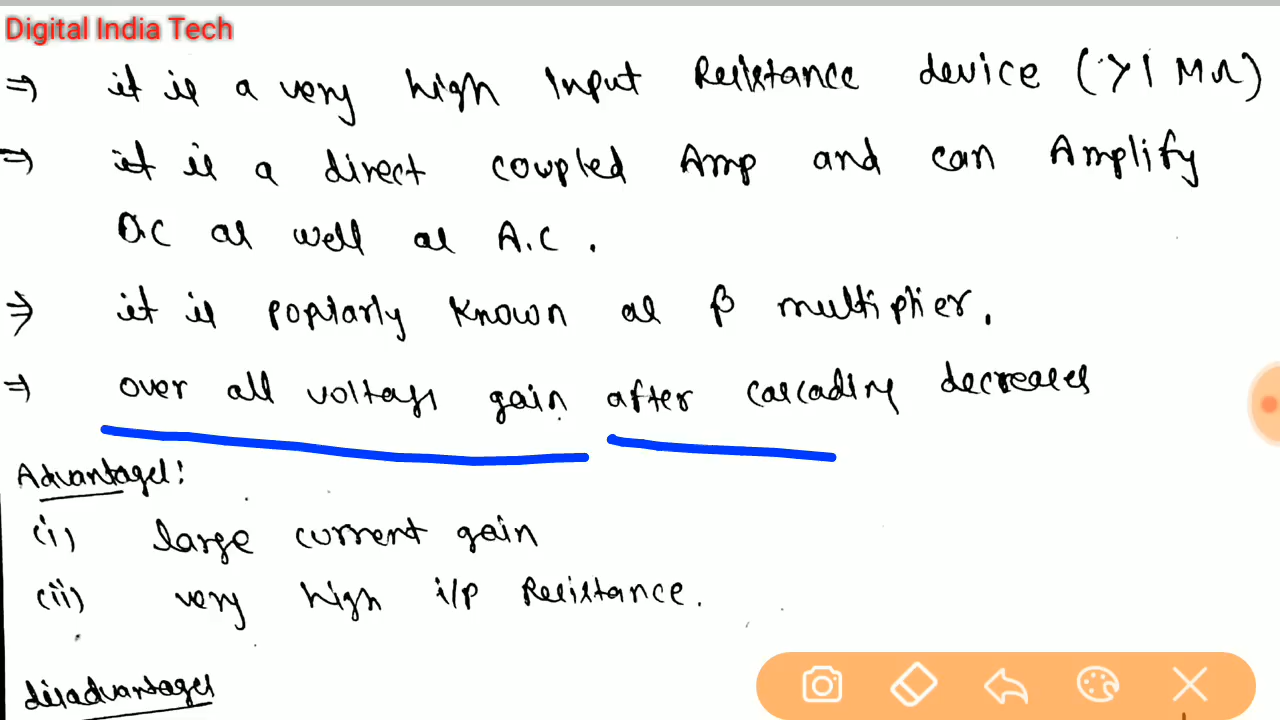 Digital India Tech
⇒ it is a very high Input Resistance device (>1 MΩ)
⇒ it is a direct coupled Amp and can Amplify
D.C as well as A.C.
⇒ it is poplarly known as β multiplier.
⇒ over all voltage gain after cascading decreases
Advantages:
(i) large current gain
(ii) very high i/p Resistance.
disadvantages